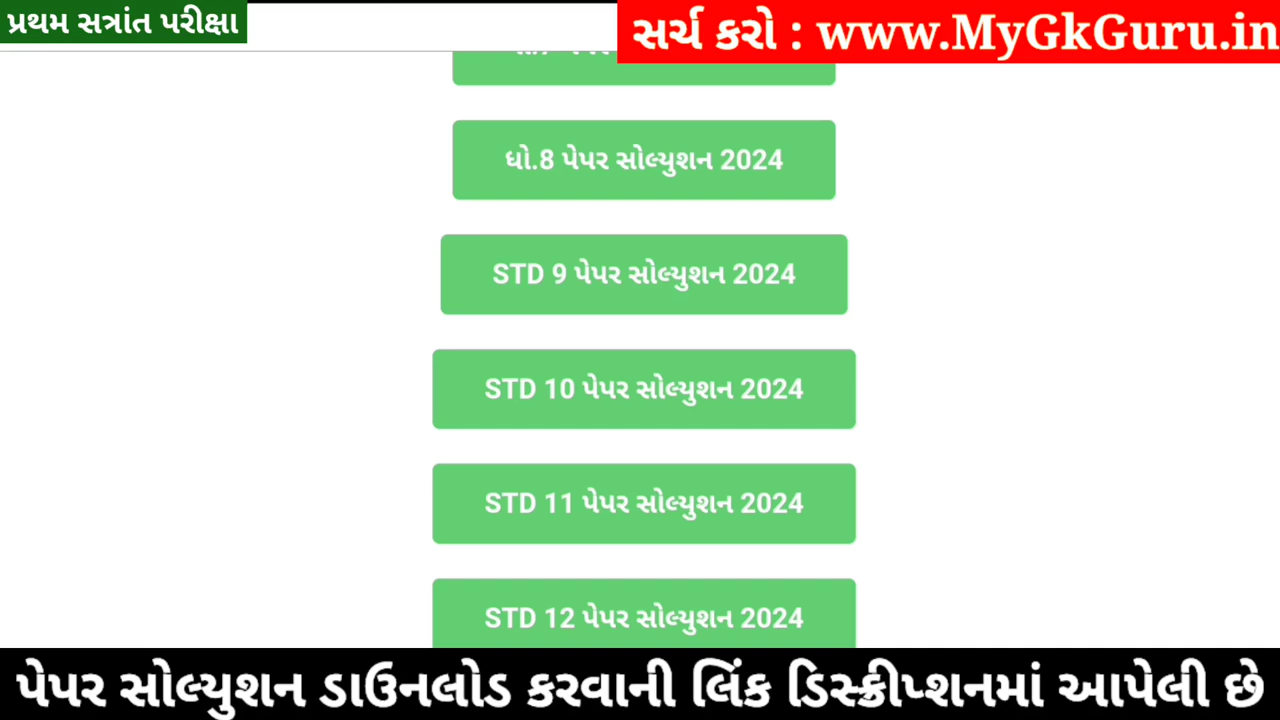 પ્રથમ સત્રાંત પરીક્ષા
સર્ચ કરો : www.MyGkGuru.in
ધો.8 પેપર સોલ્યુશન 2024
STD 9 પેપર સોલ્યુશન 2024
STD 10 પેપર સોલ્યુશન 2024
STD 11 પેપર સોલ્યુશન 2024
STD 12 પેપર સોલ્યુશન 2024
પેપર સોલ્યુશન ડાઉનલોડ કરવાની લિંક ડિસ્ક્રીપ્શનમાં આપેલી છે